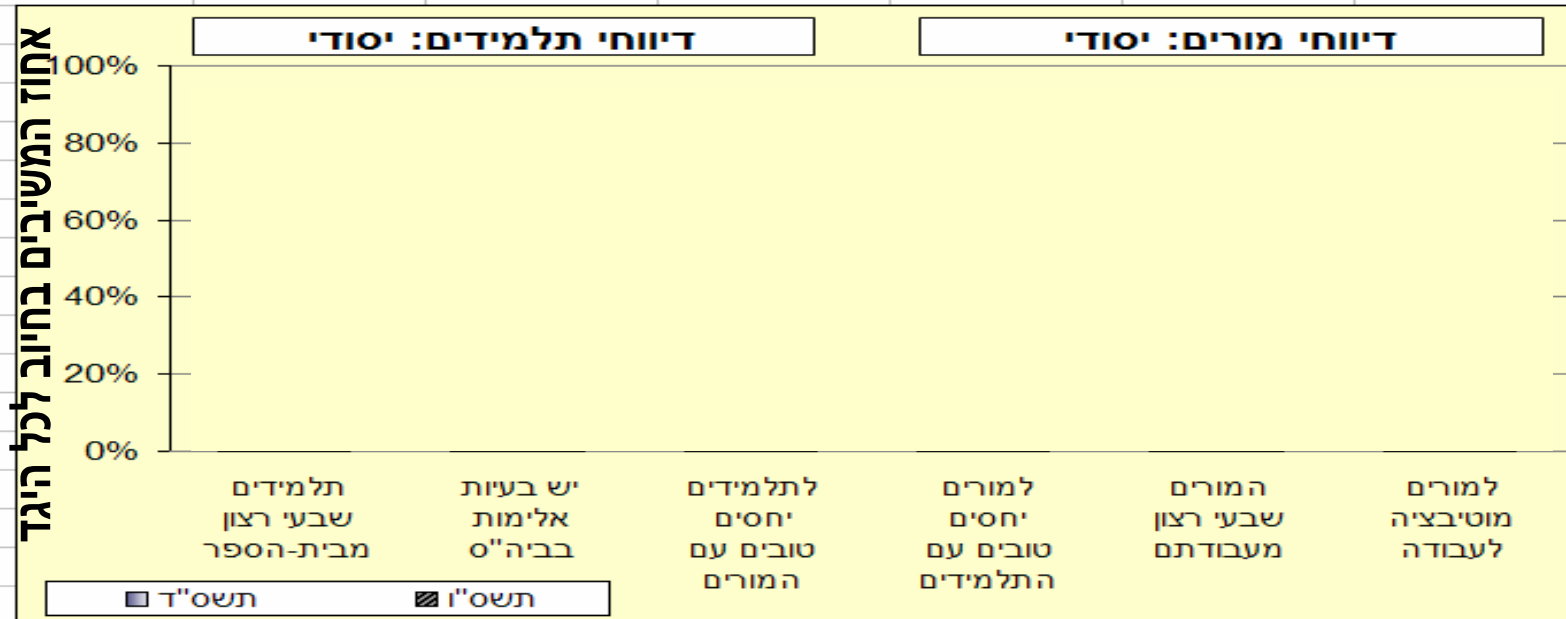 דיווחי תלמידים: יסודי
דיווחי מורים: יסודי
אחוז המשיבים בחיוב לכל היגד
100%
80%
60%
40%
20%
0%
תלמידים
שבעי רצון
מבית-הספר
יש בעיות
אלימות
בביה"ס
לתלמידים
יחסים
טובים עם
המורים
למורים
יחסים
טובים עם
התלמידים
המורים
שבעי רצון
מעבודתם
למורים
מוטיבציה
לעבודה
תשס"ד
תשס"ו